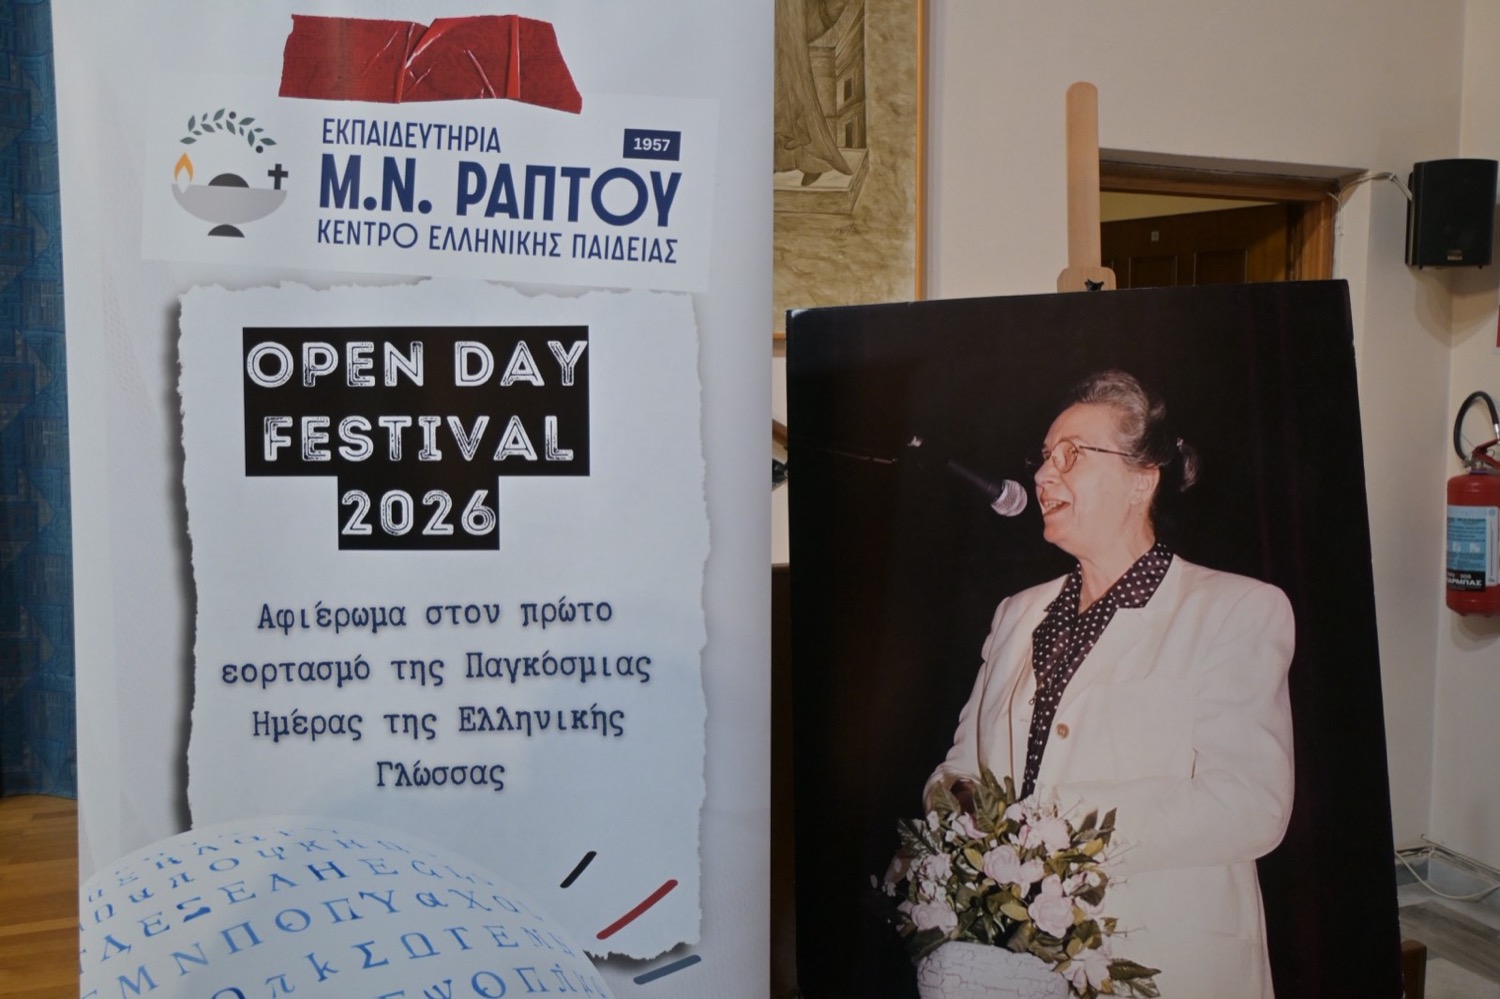 ΕΚΠΑΙΔΕΥΤΗΡΙΑ
1957
Μ.Ν. ΡΑΠΤΟΥ
ΚΕΝΤΡΟ ΕΛΛΗΝΙΚΗΣ ΠΑΙΔΕΙΑΣ
OPEN DAY
FESTIVAL
2026
Αφιέρωμα στον πρώτο
εορτασμό της Παγκόσμιας
Ημέρας της Ελληνικής
Γλώσσας